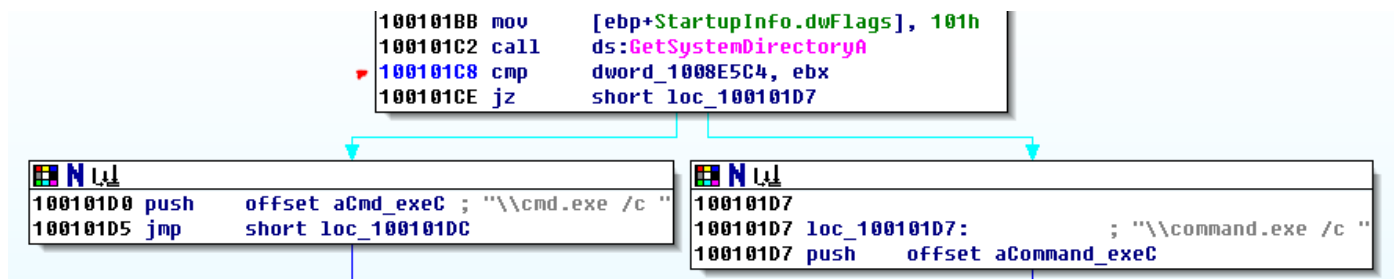 100101BB mov [ebp+StartupInfo.dwFlags], 101h
100101C2 call ds:GetSystemDirectoryA
100101C8 cmp dword_1008E5C4, ebx
100101CE jz short loc_100101D7
N
100101D0 push offset aCmd_exeC ; "\\cmd.exe /c "
100101D5 jmp short loc_100101DC
N
100101D7
100101D7 loc_100101D7: ; "\\command.exe /c "
100101D7 push offset aCommand_exeC